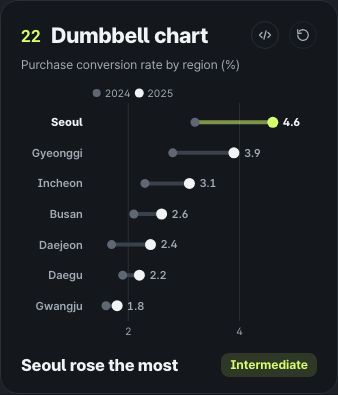 22 Dumbbell chart
Purchase conversion rate by region (%)
2024 2025
Seoul 4.6
Gyeonggi 3.9
Incheon 3.1
Busan 2.6
Daejeon 2.4
Daegu 2.2
Gwangju 1.8
2 4
Seoul rose the most Intermediate